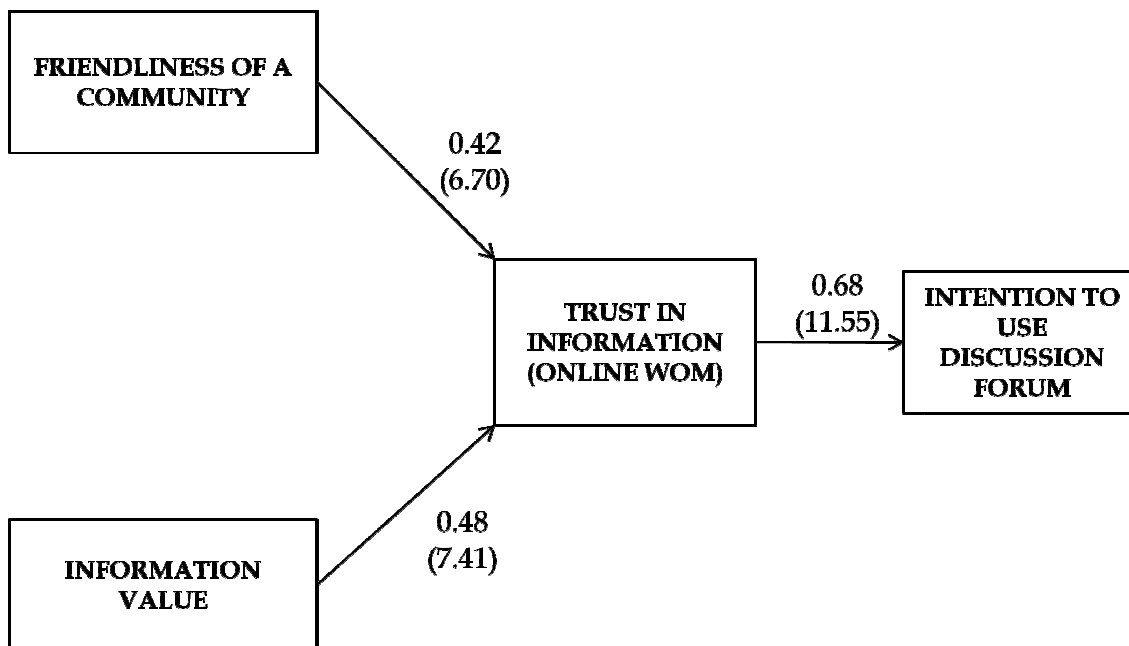 FRIENDLINESS OF A
COMMUNITY
0.42
(6.70)
TRUST IN
INFORMATION
(ONLINE WOM)
0.68
(11.55)
INTENTION TO
USE
DISCUSSION
FORUM
0.48
(7.41)
INFORMATION
VALUE